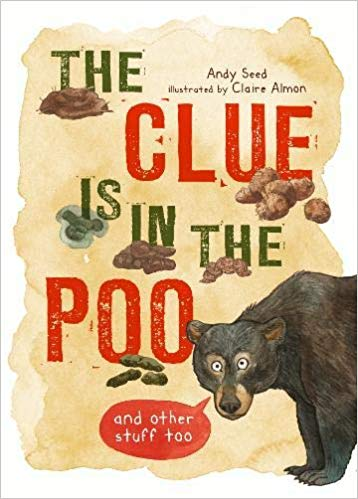 THE
Andy Seed
illustrated by Claire Almon
CLUE
IS IN THE
POO
and other
stuff too